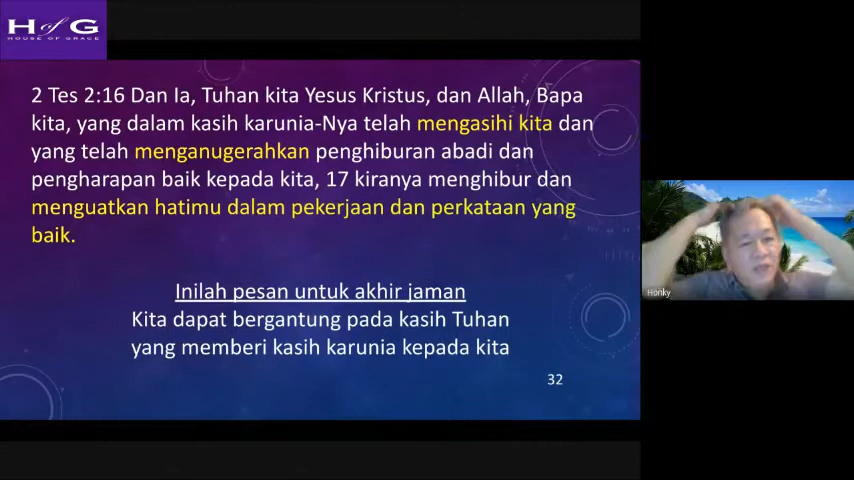 H of G
HOUSE OF GRACE
2 Tes 2:16 Dan Ia, Tuhan kita Yesus Kristus, dan Allah, Bapa
kita, yang dalam kasih karunia-Nya telah mengasihi kita dan
yang telah menganugerahkan penghiburan abadi dan
pengharapan baik kepada kita, 17 kiranya menghibur dan
menguatkan hatimu dalam pekerjaan dan perkataan yang
baik.
Inilah pesan untuk akhir jaman
Kita dapat bergantung pada kasih Tuhan
yang memberi kasih karunia kepada kita
32
Honky